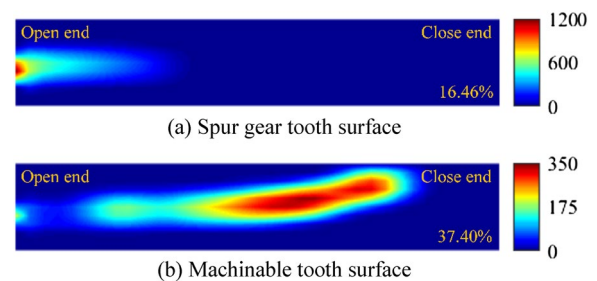 Open end
Close end
1200
600
0
16.46%
(a) Spur gear tooth surface
Open end
Close end
350
175
0
37.40%
(b) Machinable tooth surface